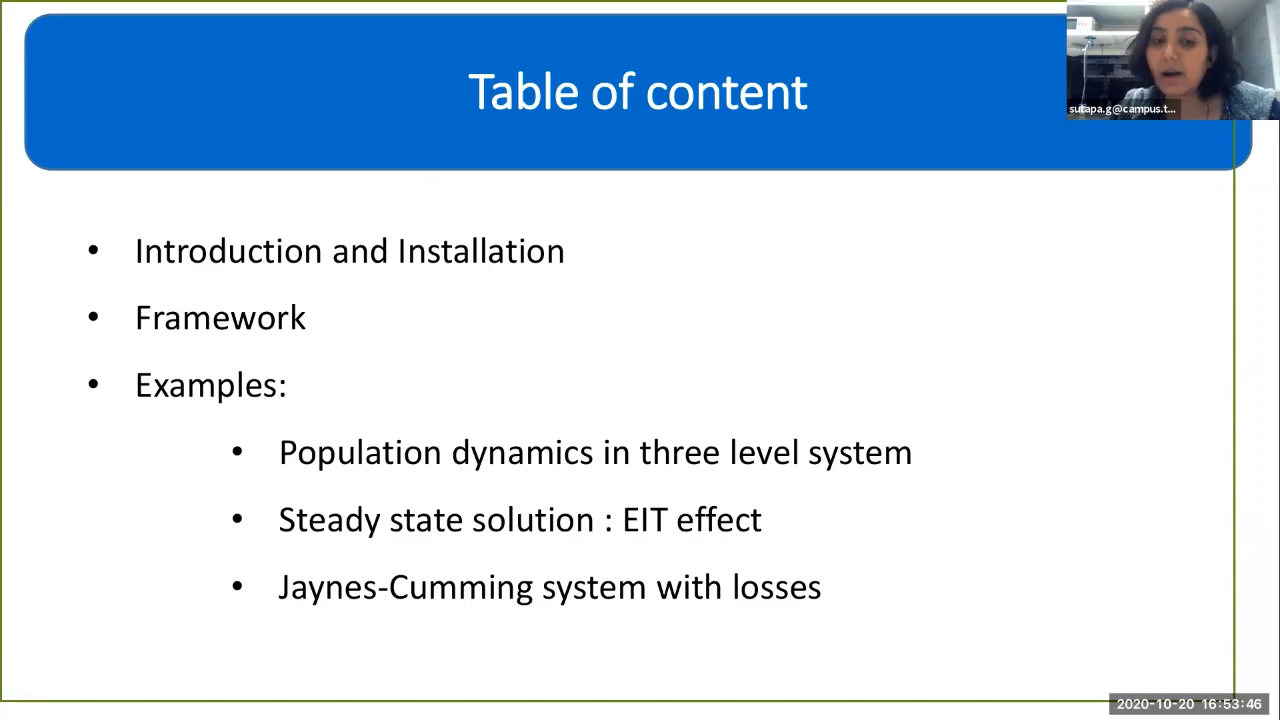 Table of content
sutapa.g@campus.t...
• Introduction and Installation
• Framework
• Examples:
• Population dynamics in three level system
• Steady state solution : EIT effect
• Jaynes-Cumming system with losses
2020-10-20 16:53:46